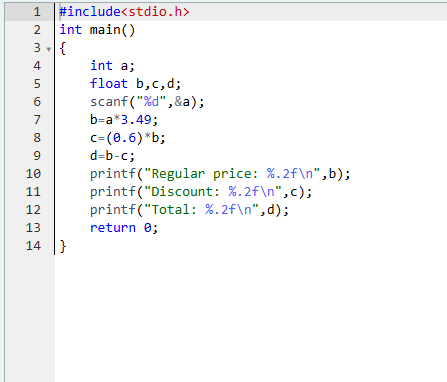 1 #include<stdio.h>
2 int main()
3 {
4     int a;
5     float b,c,d;
6     scanf("%d",&a);
7     b=a*3.49;
8     c=(0.6)*b;
9     d=b-c;
10     printf("Regular price: %.2f\n",b);
11     printf("Discount: %.2f\n",c);
12     printf("Total: %.2f\n",d);
13     return 0;
14 }